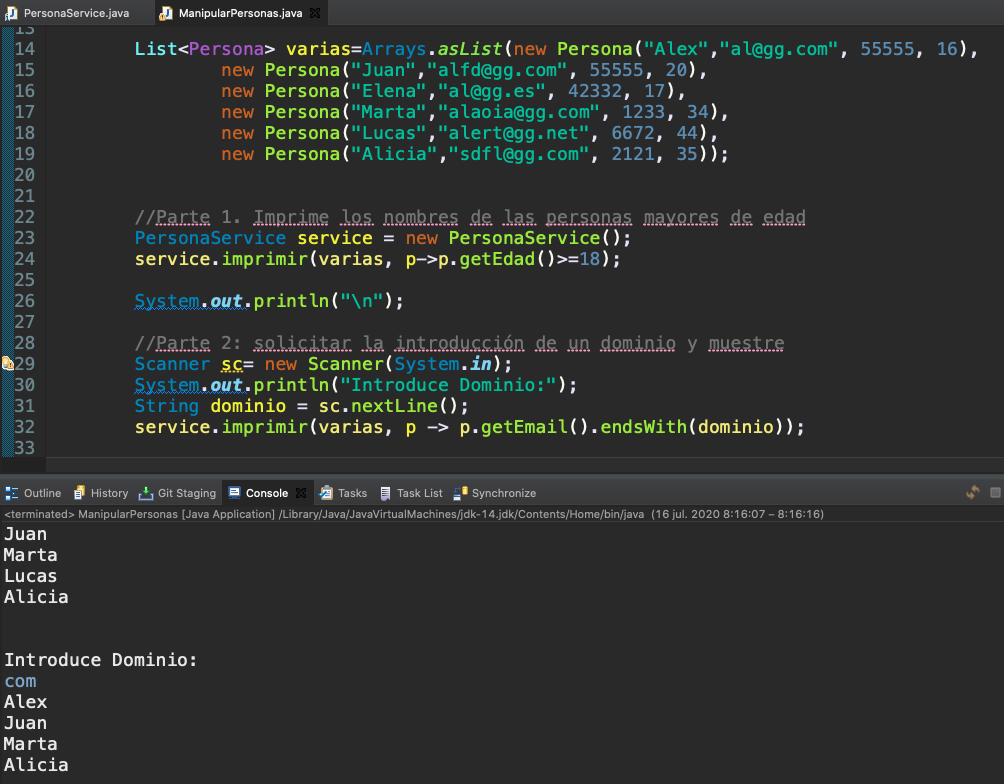 PersonaService.java ManipularPersonas.java
13
14 List<Persona> varias=Arrays.asList(new Persona("Alex","al@gg.com", 55555, 16),
15 new Persona("Juan","alfd@gg.com", 55555, 20),
16 new Persona("Elena","al@gg.es", 42332, 17),
17 new Persona("Marta","alaoia@gg.com", 1233, 34),
18 new Persona("Lucas","alert@gg.net", 6672, 44),
19 new Persona("Alicia","sdfl@gg.com", 2121, 35));
20
21
22 //Parte 1. Imprime los nombres de las personas mayores de edad
23 PersonaService service = new PersonaService();
24 service.imprimir(varias, p->p.getEdad()>=18);
25
26 System.out.println("\n");
27
28 //Parte 2: solicitar la introducción de un dominio y muestre
29 Scanner sc= new Scanner(System.in);
30 System.out.println("Introduce Dominio:");
31 String dominio = sc.nextLine();
32 service.imprimir(varias, p -> p.getEmail().endsWith(dominio));
33
Outline History Git Staging Console Tasks Task List Synchronize
<terminated> ManipularPersonas [Java Application] /Library/Java/JavaVirtualMachines/jdk-14.jdk/Contents/Home/bin/java (16 jul. 2020 8:16:07 – 8:16:16)
Juan
Marta
Lucas
Alicia
Introduce Dominio:
com
Alex
Juan
Marta
Alicia